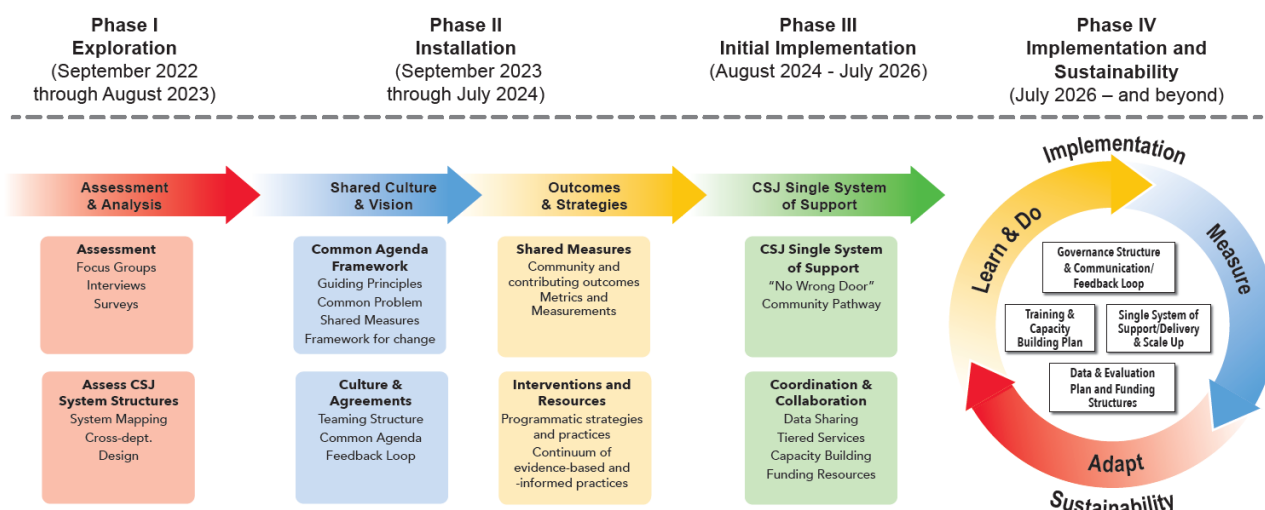 Phase I
Exploration
(September 2022
through August 2023)
Phase II
Installation
(September 2023
through July 2024)
Phase III
Initial Implementation
(August 2024 - July 2026)
Phase IV
Implementation and
Sustainability
(July 2026 – and beyond)
Assessment
& Analysis
Shared Culture
& Vision
Outcomes
& Strategies
CSJ Single System
of Support
Assessment
Focus Groups
Interviews
Surveys
Assess CSJ
System Structures
System Mapping
Cross-dept.
Design
Common Agenda
Framework
Guiding Principles
Common Problem
Shared Measures
Framework for change
Culture &
Agreements
Teaming Structure
Common Agenda
Feedback Loop
Shared Measures
Community and
contributing outcomes
Metrics and
Measurements
Interventions and
Resources
Programmatic strategies
and practices
Continuum of
evidence-based and
-informed practices
CSJ Single System
of Support
“No Wrong Door”
Community Pathway
Coordination &
Collaboration
Data Sharing
Tiered Services
Capacity Building
Funding Resources
Implementation
Learn & Do
Measure
Governance Structure
& Communication/
Feedback Loop
Training &
Capacity
Building Plan
Single System of
Support/Delivery
& Scale Up
Data & Evaluation
Plan and Funding
Structures
Adapt
Sustainability